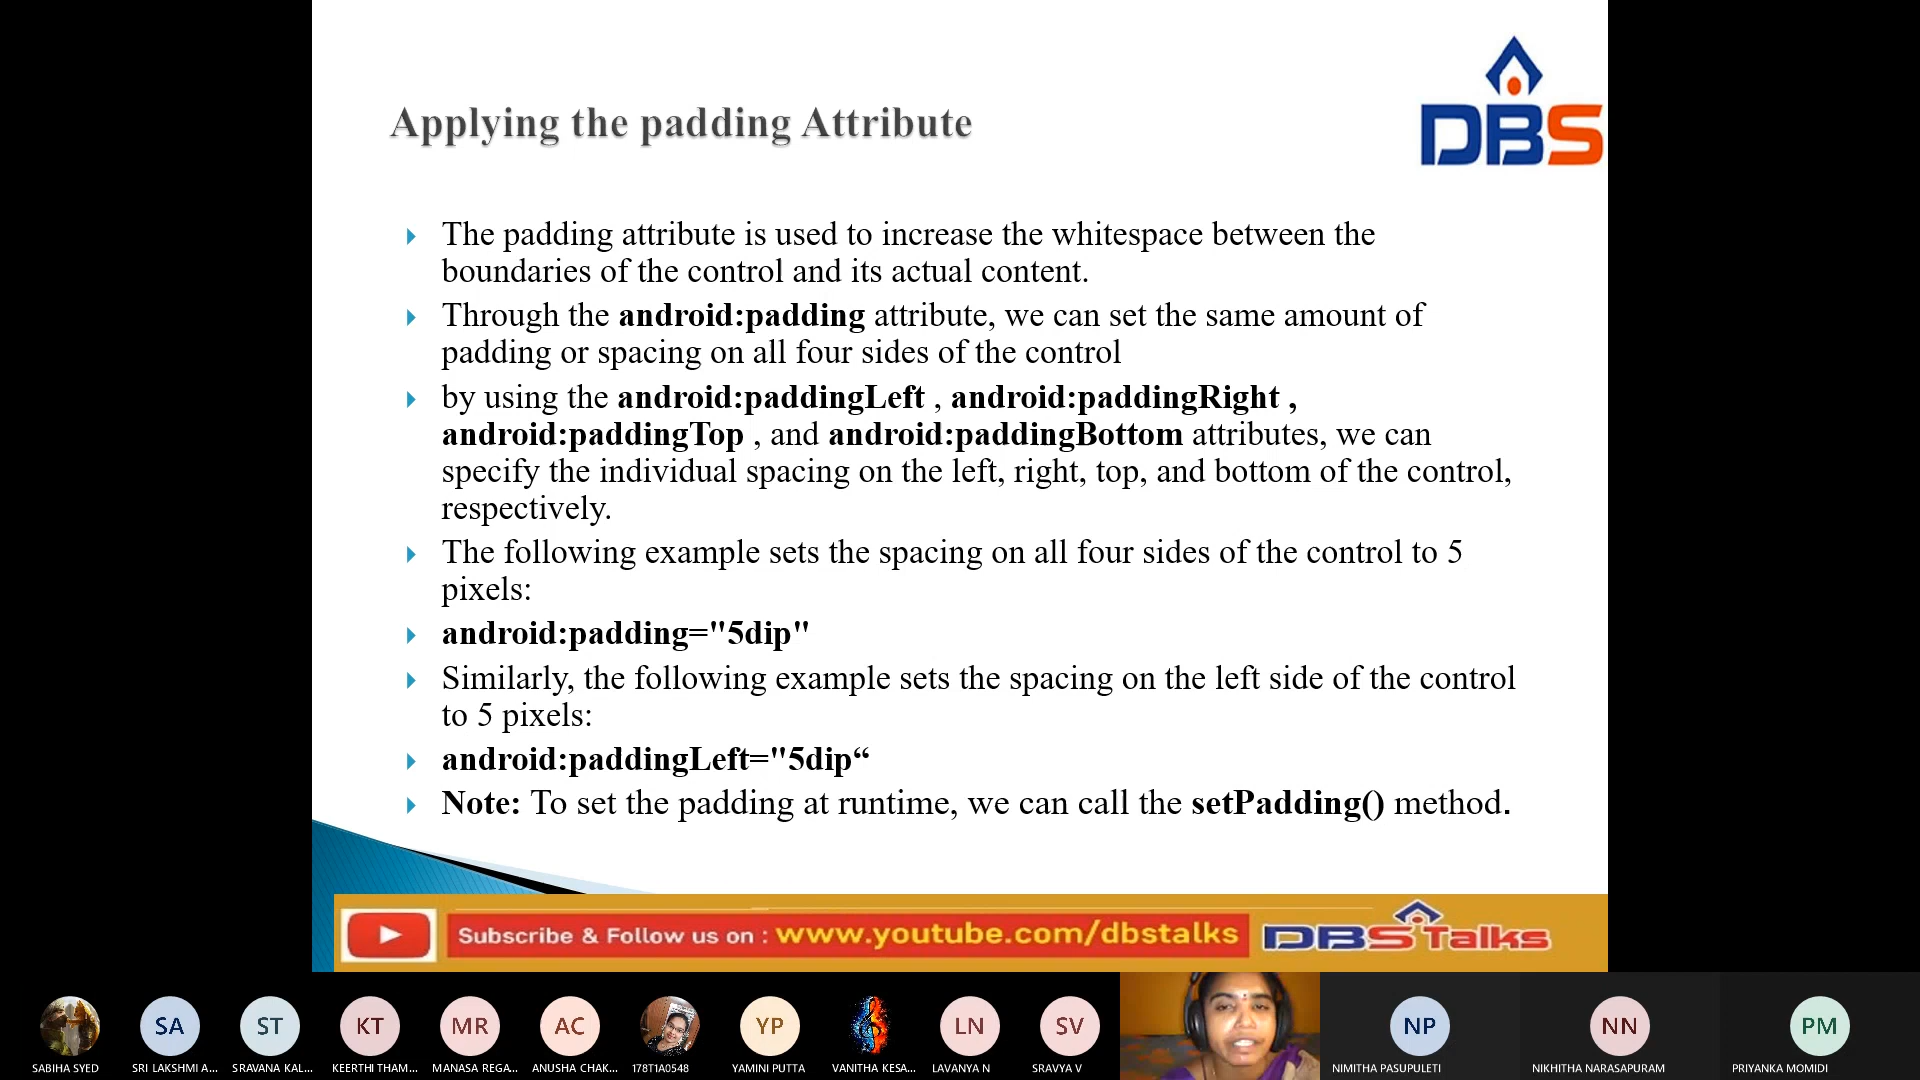 DBS
Applying the padding Attribute
The padding attribute is used to increase the whitespace between the
boundaries of the control and its actual content.
Through the android:padding attribute, we can set the same amount of
padding or spacing on all four sides of the control
by using the android:paddingLeft , android:paddingRight ,
android:paddingTop , and android:paddingBottom attributes, we can
specify the individual spacing on the left, right, top, and bottom of the control,
respectively.
The following example sets the spacing on all four sides of the control to 5
pixels:
android:padding="5dip"
Similarly, the following example sets the spacing on the left side of the control
to 5 pixels:
android:paddingLeft="5dip“
Note: To set the padding at runtime, we can call the setPadding() method.
Subscribe & Follow us on : www.youtube.com/dbstalks DBS Talks
SA ST KT MR AC YP LN SV NP NN PM
SABIHA SYED SRI LAKSHMI A... SRAVANA KAL... KEERTHI THAM... MANASA REGA... ANUSHA CHAK... 178T1A0548 YAMINI PUTTA VANITHA KESA... LAVANYA N SRAVYA V NIMITHA PASUPULETI NIKHITHA NARASAPURAM PRIYANKA MOMIDI